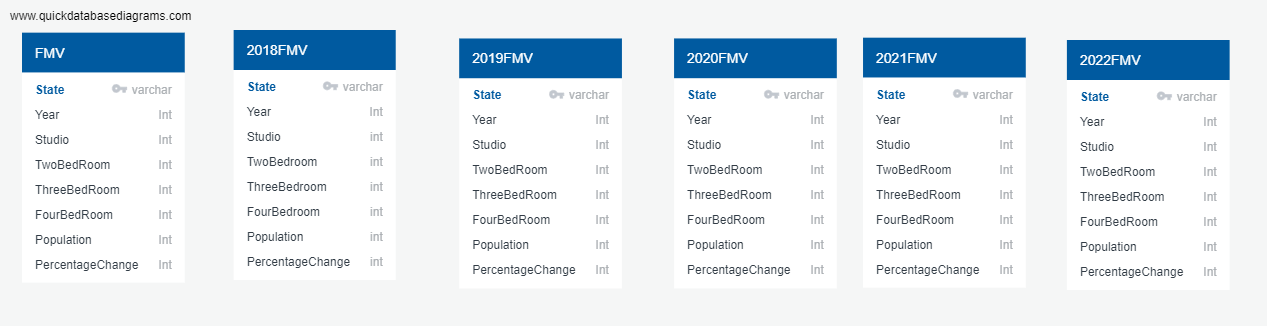 www.quickdatabasediagrams.com
FMV
State varchar
Year Int
Studio Int
TwoBedRoom Int
ThreeBedRoom Int
FourBedRoom Int
Population Int
PercentageChange Int
2018FMV
State varchar
Year Int
Studio int
TwoBedroom int
ThreeBedroom int
FourBedroom int
Population int
PercentageChange int
2019FMV
State varchar
Year Int
Studio Int
TwoBedRoom Int
ThreeBedRoom Int
FourBedRoom Int
Population Int
PercentageChange Int
2020FMV
State varchar
Year Int
Studio Int
TwoBedRoom Int
ThreeBedRoom Int
FourBedRoom Int
Population Int
PercentageChange Int
2021FMV
State varchar
Year Int
Studio Int
TwoBedRoom Int
ThreeBedRoom Int
FourBedRoom Int
Population Int
PercentageChange Int
2022FMV
State varchar
Year Int
Studio Int
TwoBedRoom Int
ThreeBedRoom Int
FourBedRoom Int
Population Int
PercentageChange Int